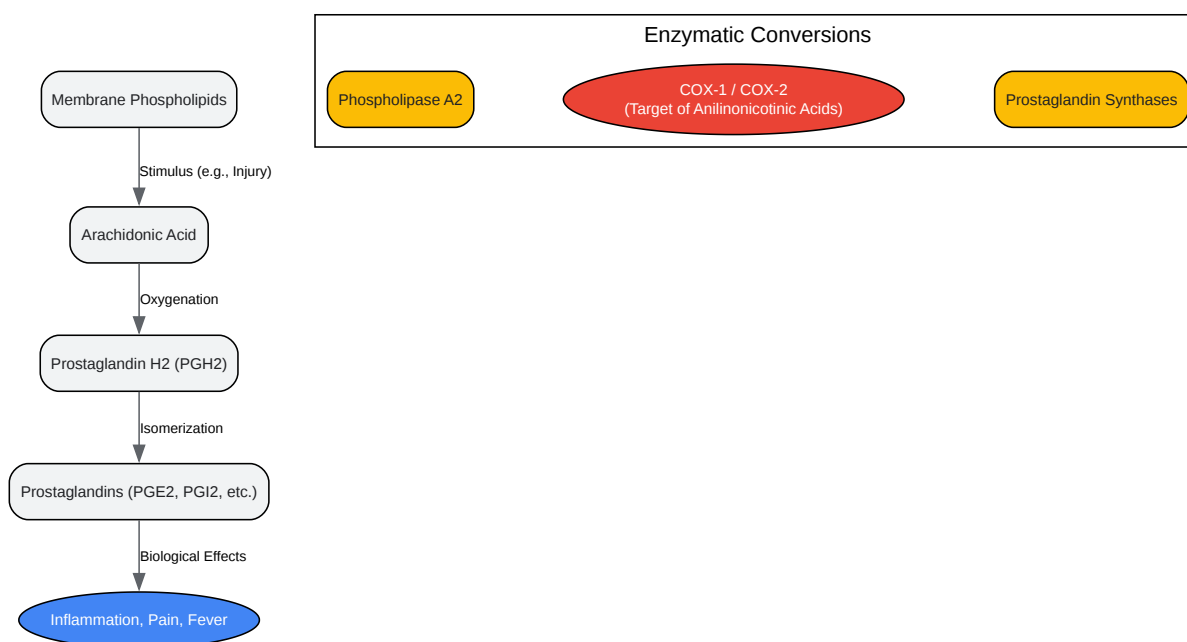 Enzymatic Conversions
Membrane Phospholipids
Phospholipase A2
COX-1 / COX-2
(Target of Anilinonicotinic Acids)
Prostaglandin Synthases
Stimulus (e.g., Injury)
Arachidonic Acid
Oxygenation
Prostaglandin H2 (PGH2)
Isomerization
Prostaglandins (PGE2, PGI2, etc.)
Biological Effects
Inflammation, Pain, Fever